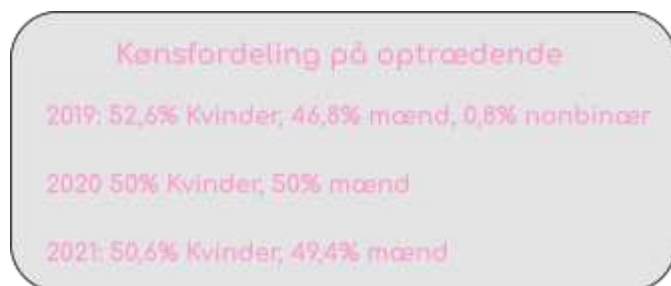 Kønsfordeling på optrædende
2019: 52,6% Kvinder, 46,8% mænd, 0,8% nonbinær
2020 50% Kvinder, 50% mænd
2021: 50,6% Kvinder, 49,4% mænd